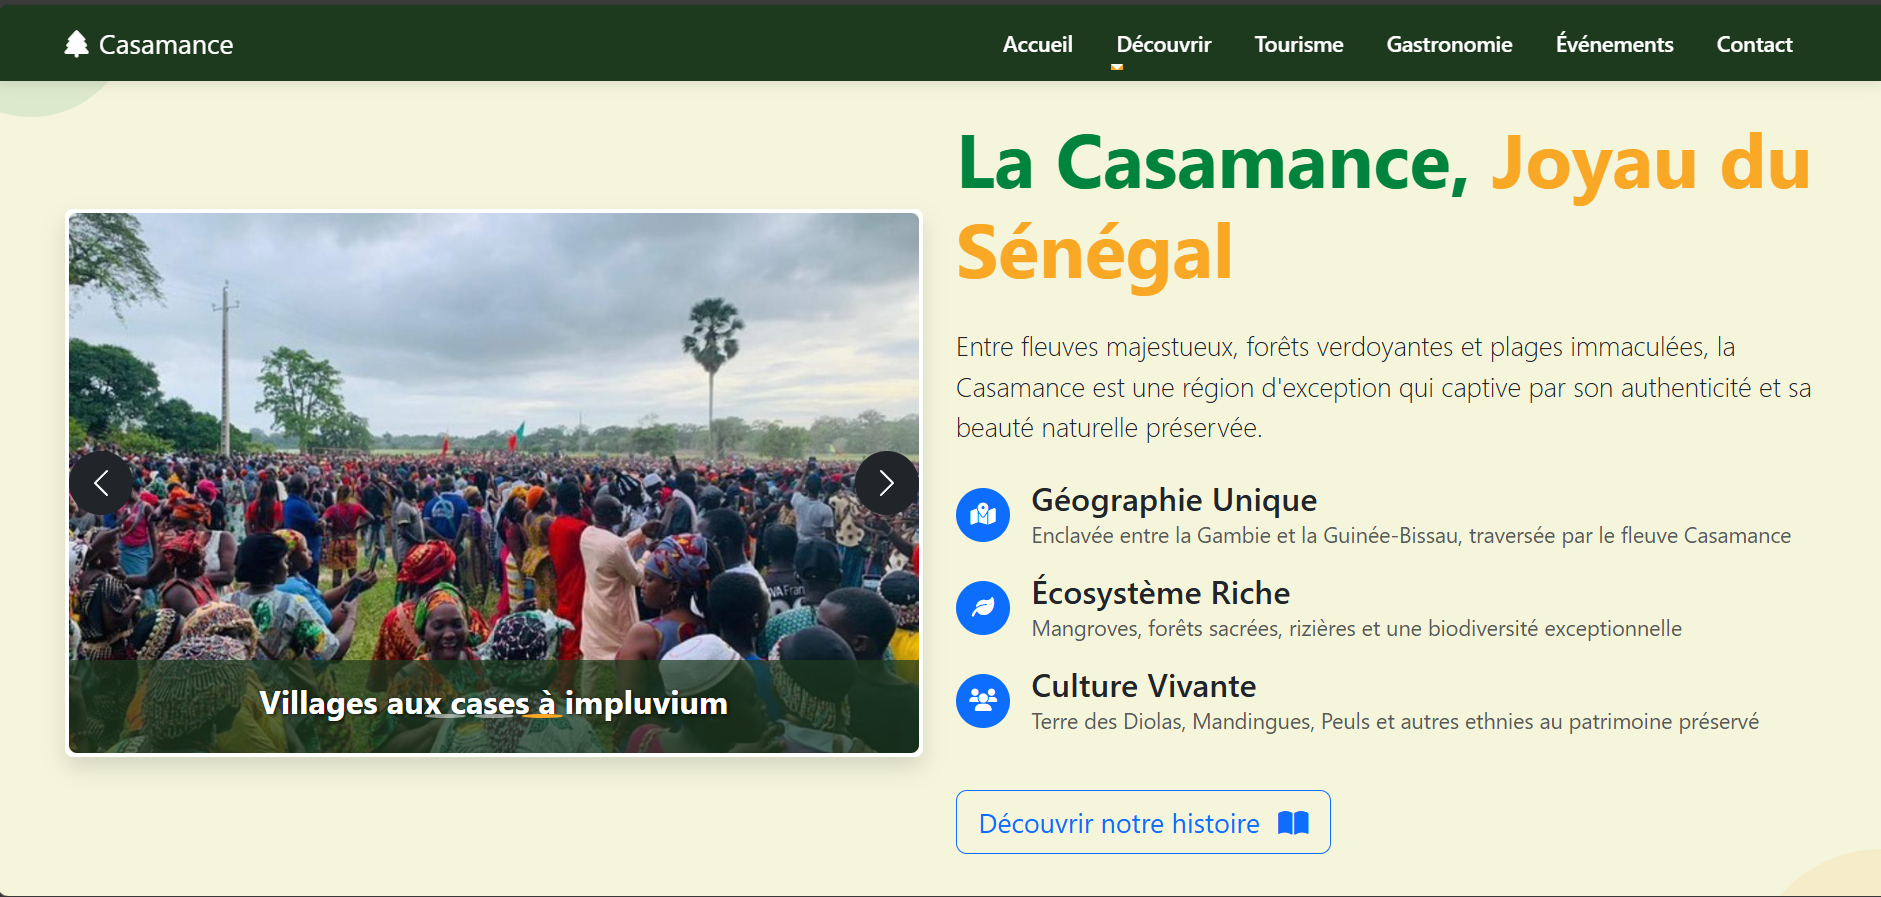 Casamance
Accueil Découvrir Tourisme Gastronomie Événements Contact
La Casamance, Joyau du
Sénégal
Entre fleuves majestueux, forêts verdoyantes et plages immaculées, la
Casamance est une région d'exception qui captive par son authenticité et sa
beauté naturelle préservée.
Géographie Unique
Enclavée entre la Gambie et la Guinée-Bissau, traversée par le fleuve Casamance
Écosystème Riche
Mangroves, forêts sacrées, rizières et une biodiversité exceptionnelle
Culture Vivante
Terre des Diolas, Mandingues, Peuls et autres ethnies au patrimoine préservé
Découvrir notre histoire
Villages aux cases à impluvium